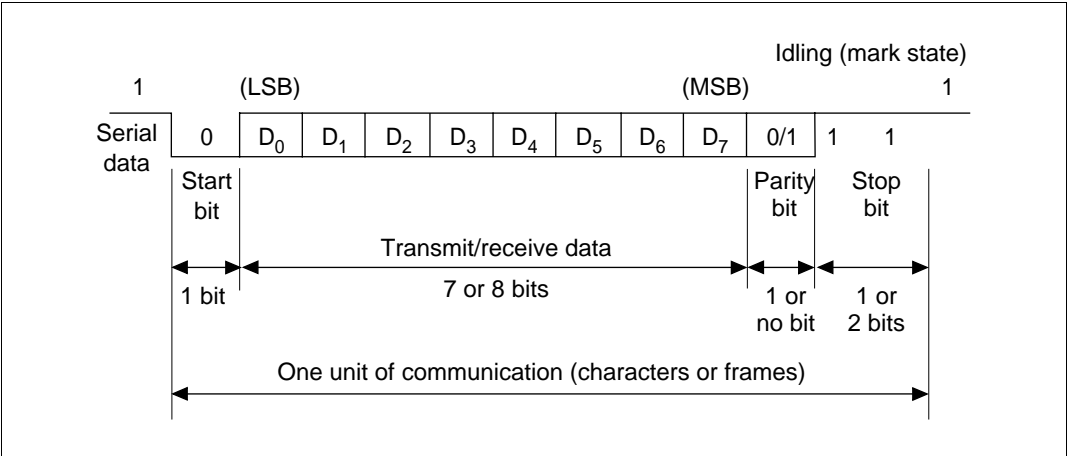 Idling (mark state)
1 (LSB) (MSB) 1
Serial data
0 D0 D1 D2 D3 D4 D5 D6 D7 0/1 1 1
Start bit
Parity bit
Stop bit
Transmit/receive data
1 bit
7 or 8 bits
1 or no bit
1 or 2 bits
One unit of communication (characters or frames)